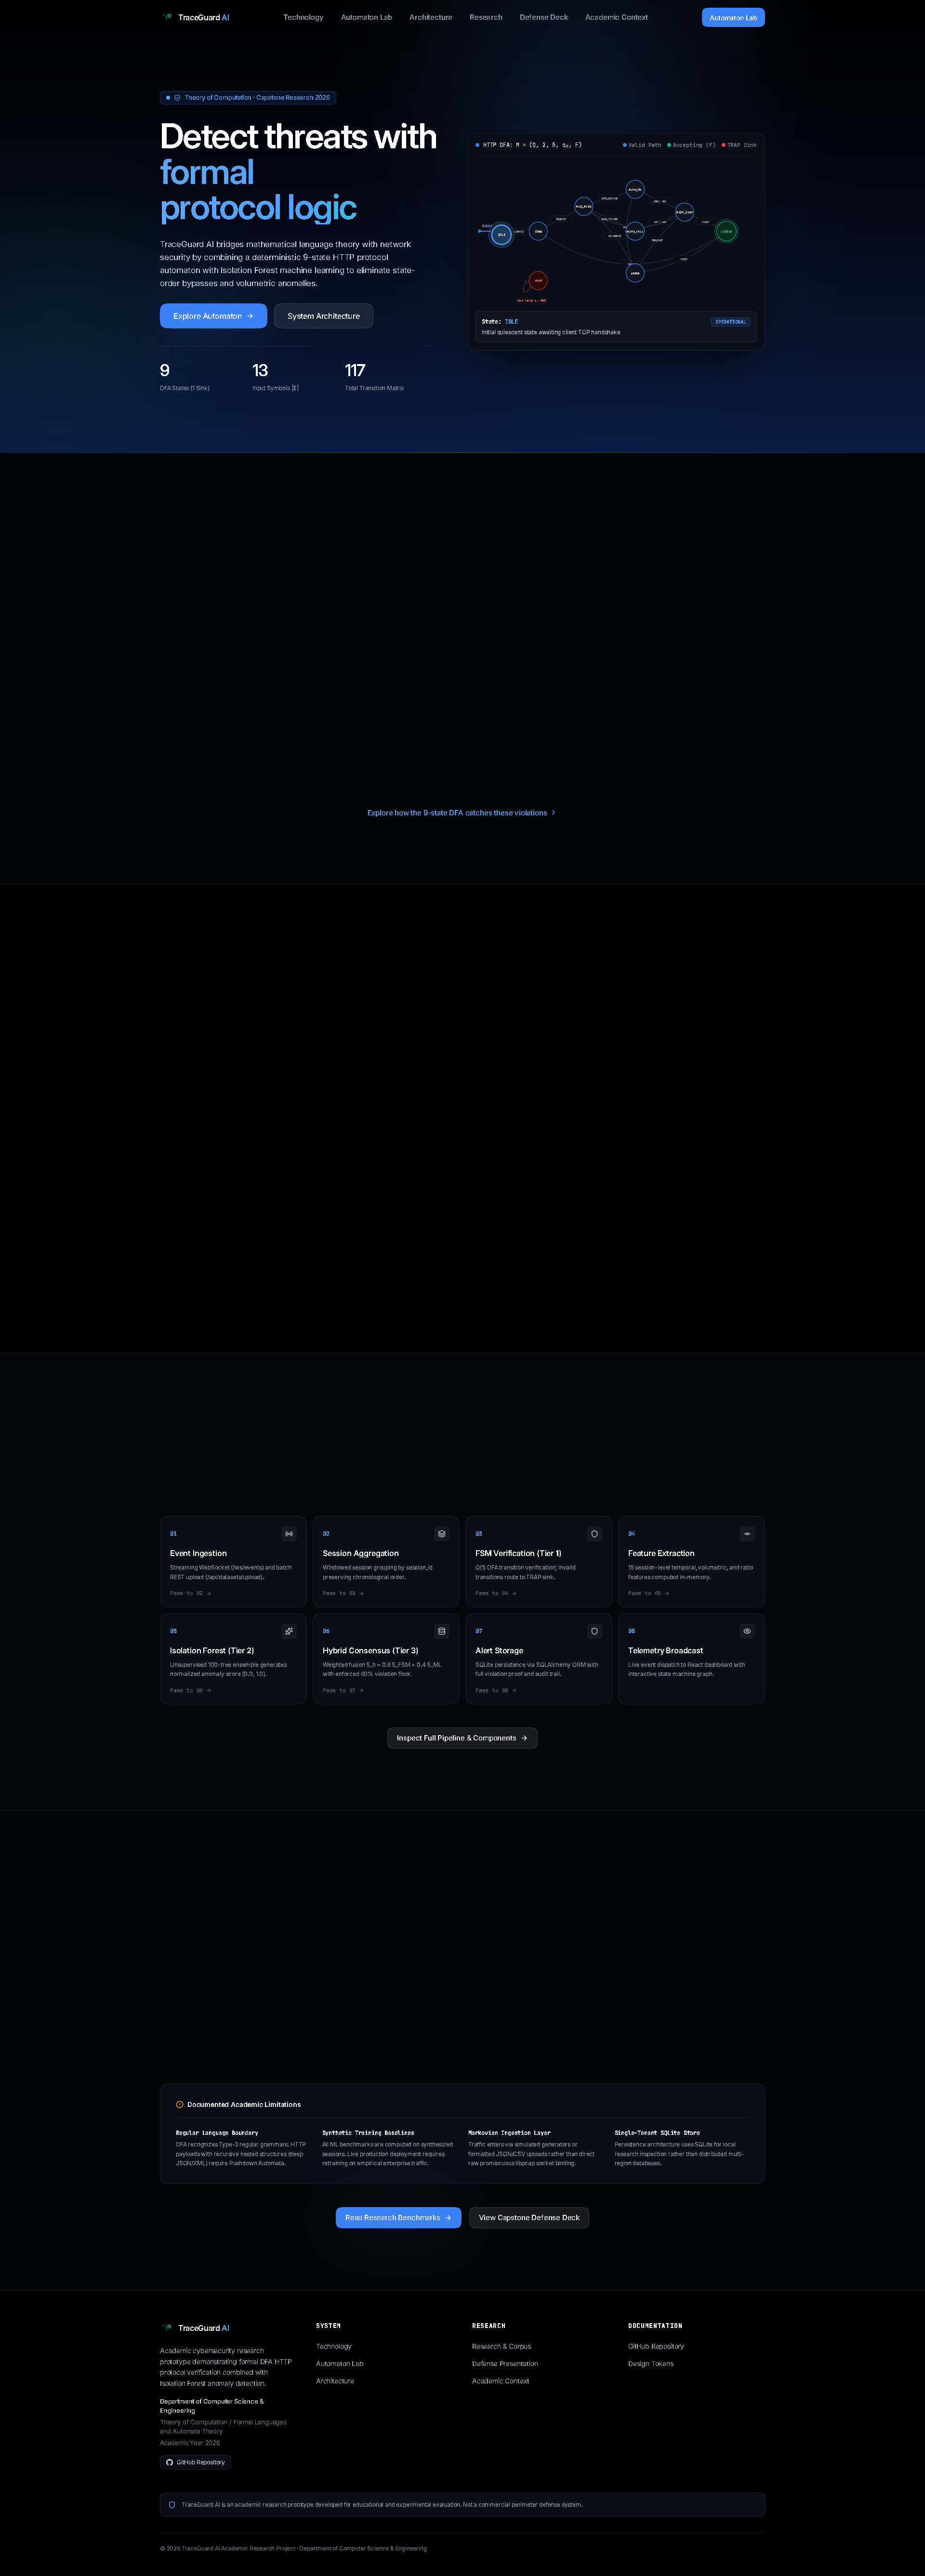 TraceGuard AI
Technology
Automaton Lab
Architecture
Research
Defense Deck
Academic Context
Automaton Lab
Theory of Computation · Capstone Research 2026
Detect threats with
formal
protocol logic
TraceGuard AI bridges mathematical language theory with network
security by combining a deterministic 9-state HTTP protocol
automaton with Isolation Forest machine learning to eliminate state-
order bypasses and volumetric anomalies.
Explore Automaton →
System Architecture
9
DFA States (1 Sink)
13
Input Symbols |Σ|
117
Total Transition Matrix
HTTP DFA: M = (Q, Σ, δ, q₀, F)
Valid Path
Accepting (F)
TRAP Sink
START
IDLE
CONN
CLOSED
State: IDLE
OPERATIONAL
Initial quiescent state awaiting client TCP handshake
Explore how the 9-state DFA catches these violations
01
Event Ingestion
Streaming WebSocket (/ws/events) and batch
REST upload (/api/datasets/upload).
Pass to 02 →
02
Session Aggregation
Windowed session grouping by session_id
preserving chronological order.
Pass to 03 →
03
FSM Verification (Tier 1)
O(1) DFA transition verification; invalid
transitions route to TRAP sink.
Pass to 04 →
04
Feature Extraction
15 session-level temporal, volumetric, and ratio
features computed in-memory.
Pass to 05 →
05
Isolation Forest (Tier 2)
Unsupervised 100-tree ensemble generates
normalized anomaly score [0.0, 1.0].
Pass to 06 →
06
Hybrid Consensus (Tier 3)
Weighted fusion S_h = 0.6 S_FSM + 0.4 S_ML
with enforced 60% violation floor.
Pass to 07 →
07
Alert Storage
SQLite persistence via SQLAlchemy ORM with
full violation proof and audit trail.
Pass to 08 →
08
Telemetry Broadcast
Live event dispatch to React dashboard with
interactive state machine graph.
Inspect Full Pipeline & Components →
Documented Academic Limitations
Regular Language Boundary
DFA recognizes Type-3 regular grammars. HTTP
payloads with recursive nested structures (deep
JSON/XML) require Pushdown Automata.
Synthetic Training Baselines
All ML benchmarks are computed on synthesized
sessions. Live production deployment requires
retraining on empirical enterprise traffic.
Markovian Ingestion Layer
Traffic enters via simulated generators or
formatted JSON/CSV uploads rather than direct
raw promiscuous libpcap socket binding.
Single-Tenant SQLite Store
Persistence architecture uses SQLite for local
research inspection rather than distributed multi-
region databases.
Read Research Benchmarks →
View Capstone Defense Deck
TraceGuard AI
Academic cybersecurity research
prototype demonstrating formal DFA HTTP
protocol verification combined with
Isolation Forest anomaly detection.
Department of Computer Science &
Engineering
Theory of Computation / Formal Languages
and Automata Theory
Academic Year 2026
GitHub Repository
SYSTEM
Technology
Automaton Lab
Architecture
RESEARCH
Research & Corpus
Defense Presentation
Academic Context
DOCUMENTATION
GitHub Repository
Design Tokens
TraceGuard AI is an academic research prototype developed for educational and experimental evaluation. Not a commercial perimeter defense system.
© 2026 TraceGuard AI Academic Research Project · Department of Computer Science & Engineering